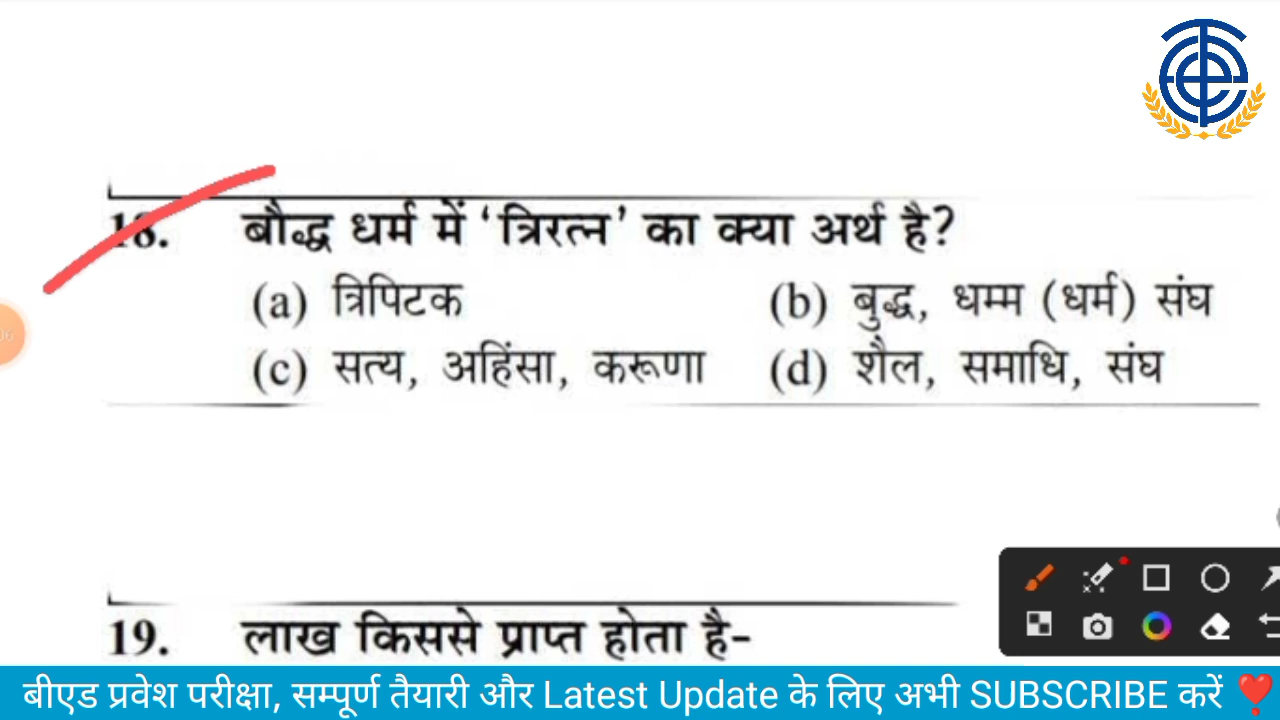 18. बौद्ध धर्म में ‘त्रिरत्न’ का क्या अर्थ है?
(a) त्रिपिटक (b) बुद्ध, धम्म (धर्म) संघ
(c) सत्य, अहिंसा, करूणा (d) शैल, समाधि, संघ
19. लाख किससे प्राप्त होता है-
बीएड प्रवेश परीक्षा, सम्पूर्ण तैयारी और Latest Update के लिए अभी SUBSCRIBE करें ❣️